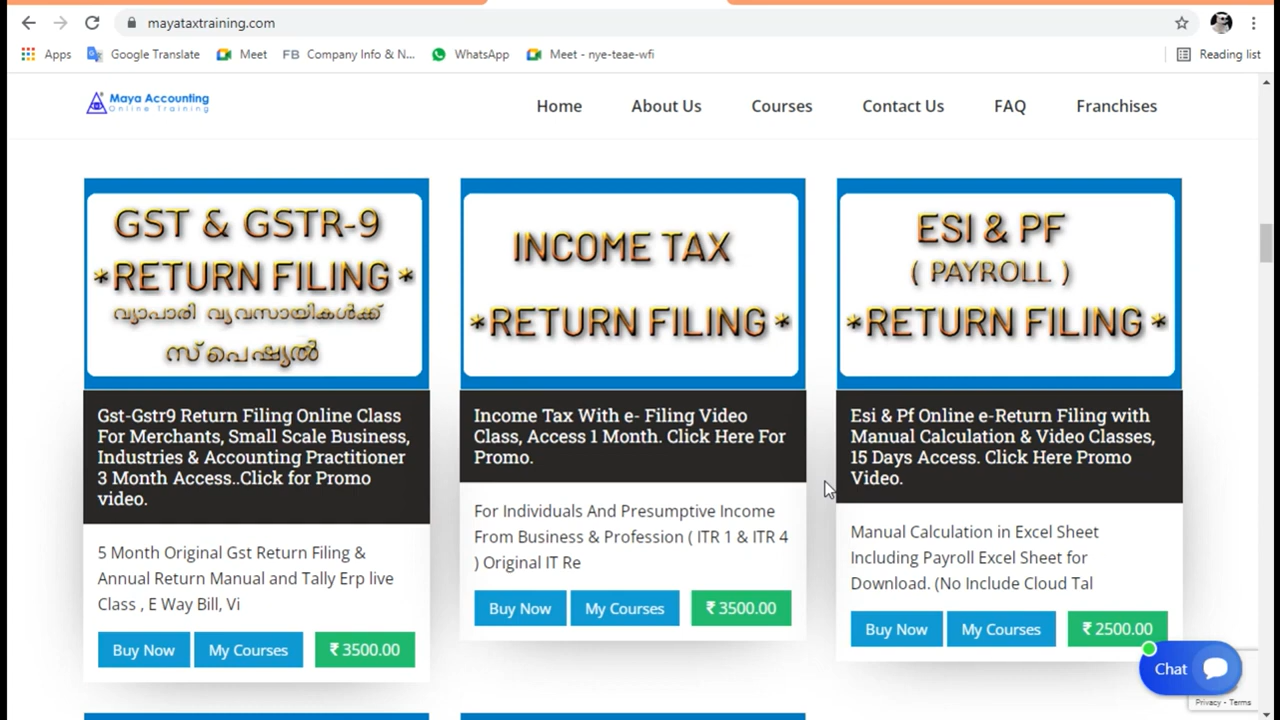 mayataxtraining.com
Apps Google Translate Meet FB Company Info & N... WhatsApp Meet - nye-teae-wfi Reading list
Maya Accounting
Online Training
Home About Us Courses Contact Us FAQ Franchises
GST & GSTR-9
*RETURN FILING*
വ്യാപാരി വ്യവസായികൾക്ക്
സ്പെഷ്യൽ
Gst-Gstr9 Return Filing Online Class
For Merchants, Small Scale Business,
Industries & Accounting Practitioner
3 Month Access..Click for Promo
video.
5 Month Original Gst Return Filing &
Annual Return Manual and Tally Erp live
Class , E Way Bill, Vi
Buy Now My Courses ₹ 3500.00
INCOME TAX
*RETURN FILING*
Income Tax With e- Filing Video
Class, Access 1 Month. Click Here For
Promo.
For Individuals And Presumptive Income
From Business & Profession ( ITR 1 & ITR 4
) Original IT Re
Buy Now My Courses ₹ 3500.00
ESI & PF
( PAYROLL )
*RETURN FILING*
Esi & Pf Online e-Return Filing with
Manual Calculation & Video Classes,
15 Days Access. Click Here Promo
Video.
Manual Calculation in Excel Sheet
Including Payroll Excel Sheet for
Download. (No Include Cloud Tal
Buy Now My Courses ₹ 2500.00
Chat
Privacy - Terms